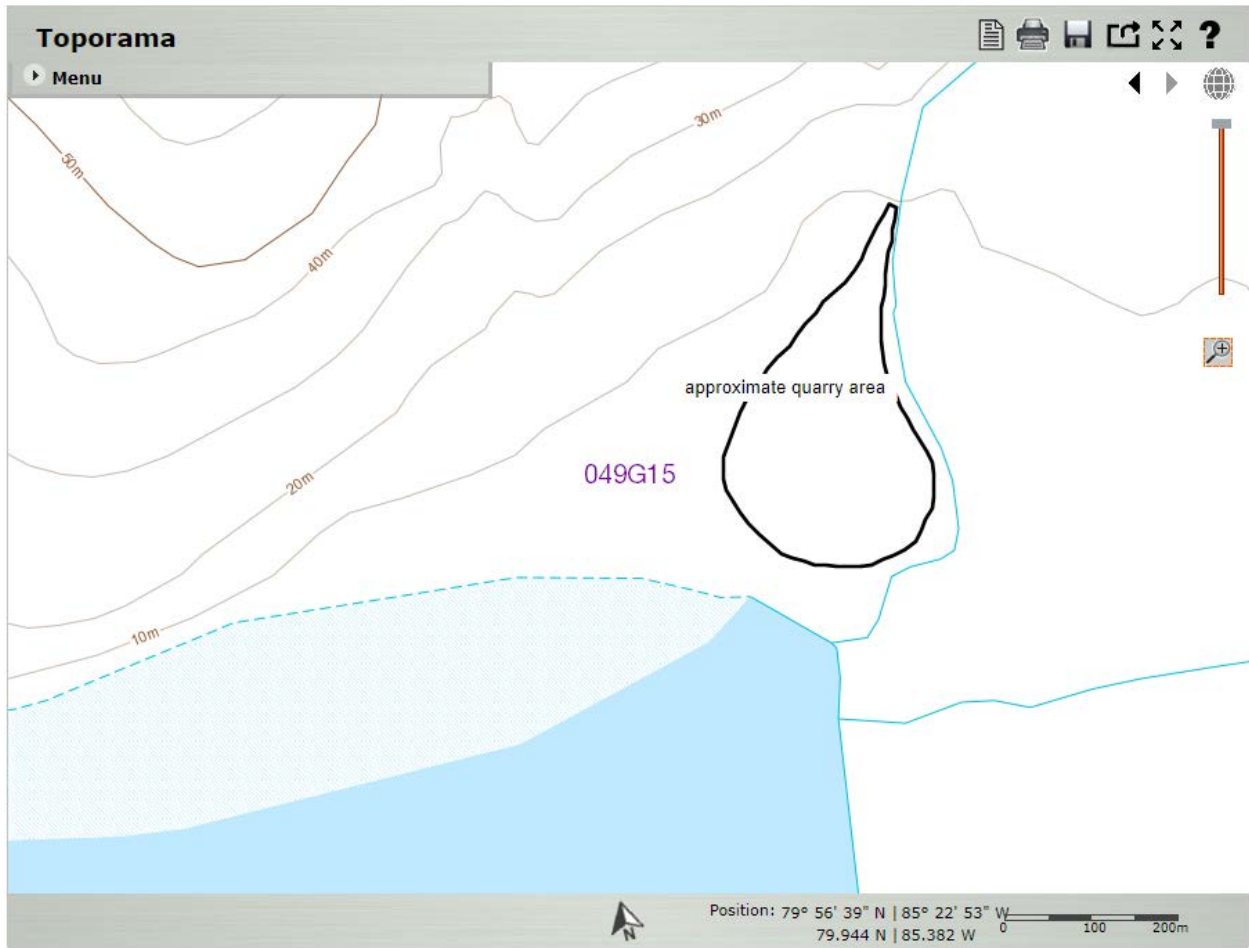 Toporama
?
Menu
30m
50m
40m
approximate quarry area
049G15
20m
10m
N
Position: 79° 56' 39" N | 85° 22' 53" W
79.944 N | 85.382 W
0 100 200m